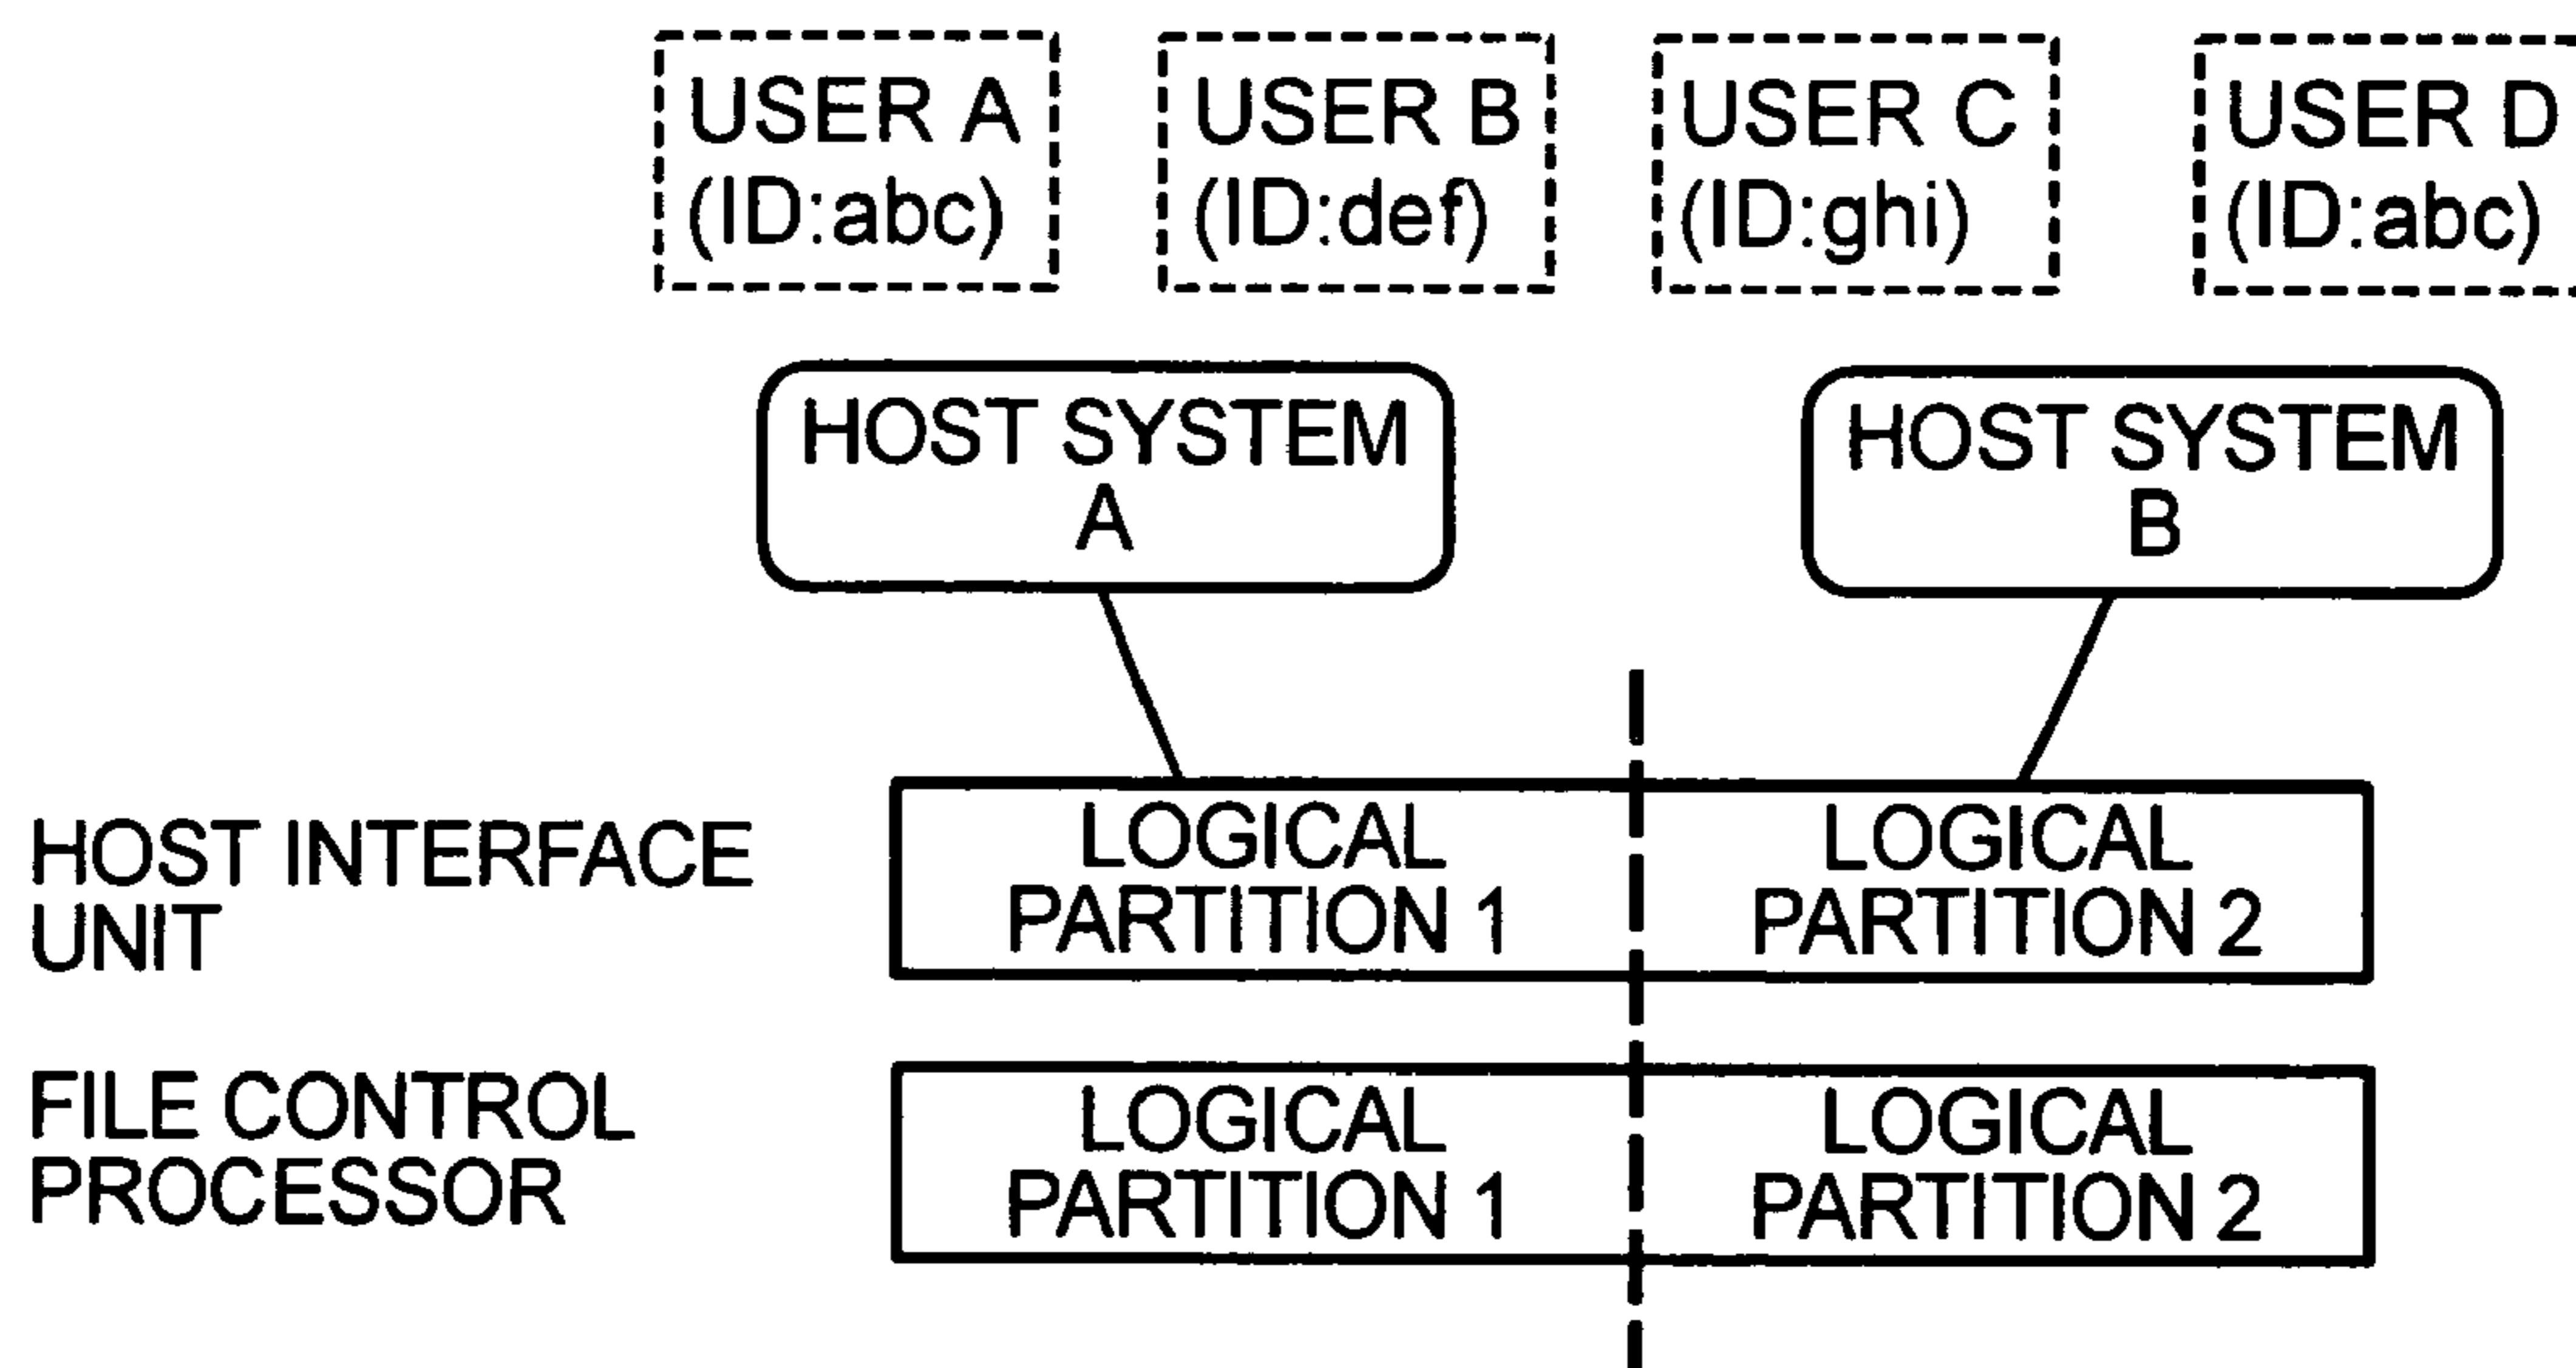 USER A
(ID:abc)
USER B
(ID:def)
USER C
(ID:ghi)
USER D
(ID:abc)
HOST SYSTEM
A
HOST SYSTEM
B
HOST INTERFACE
UNIT
LOGICAL
PARTITION 1
LOGICAL
PARTITION 2
FILE CONTROL
PROCESSOR
LOGICAL
PARTITION 1
LOGICAL
PARTITION 2